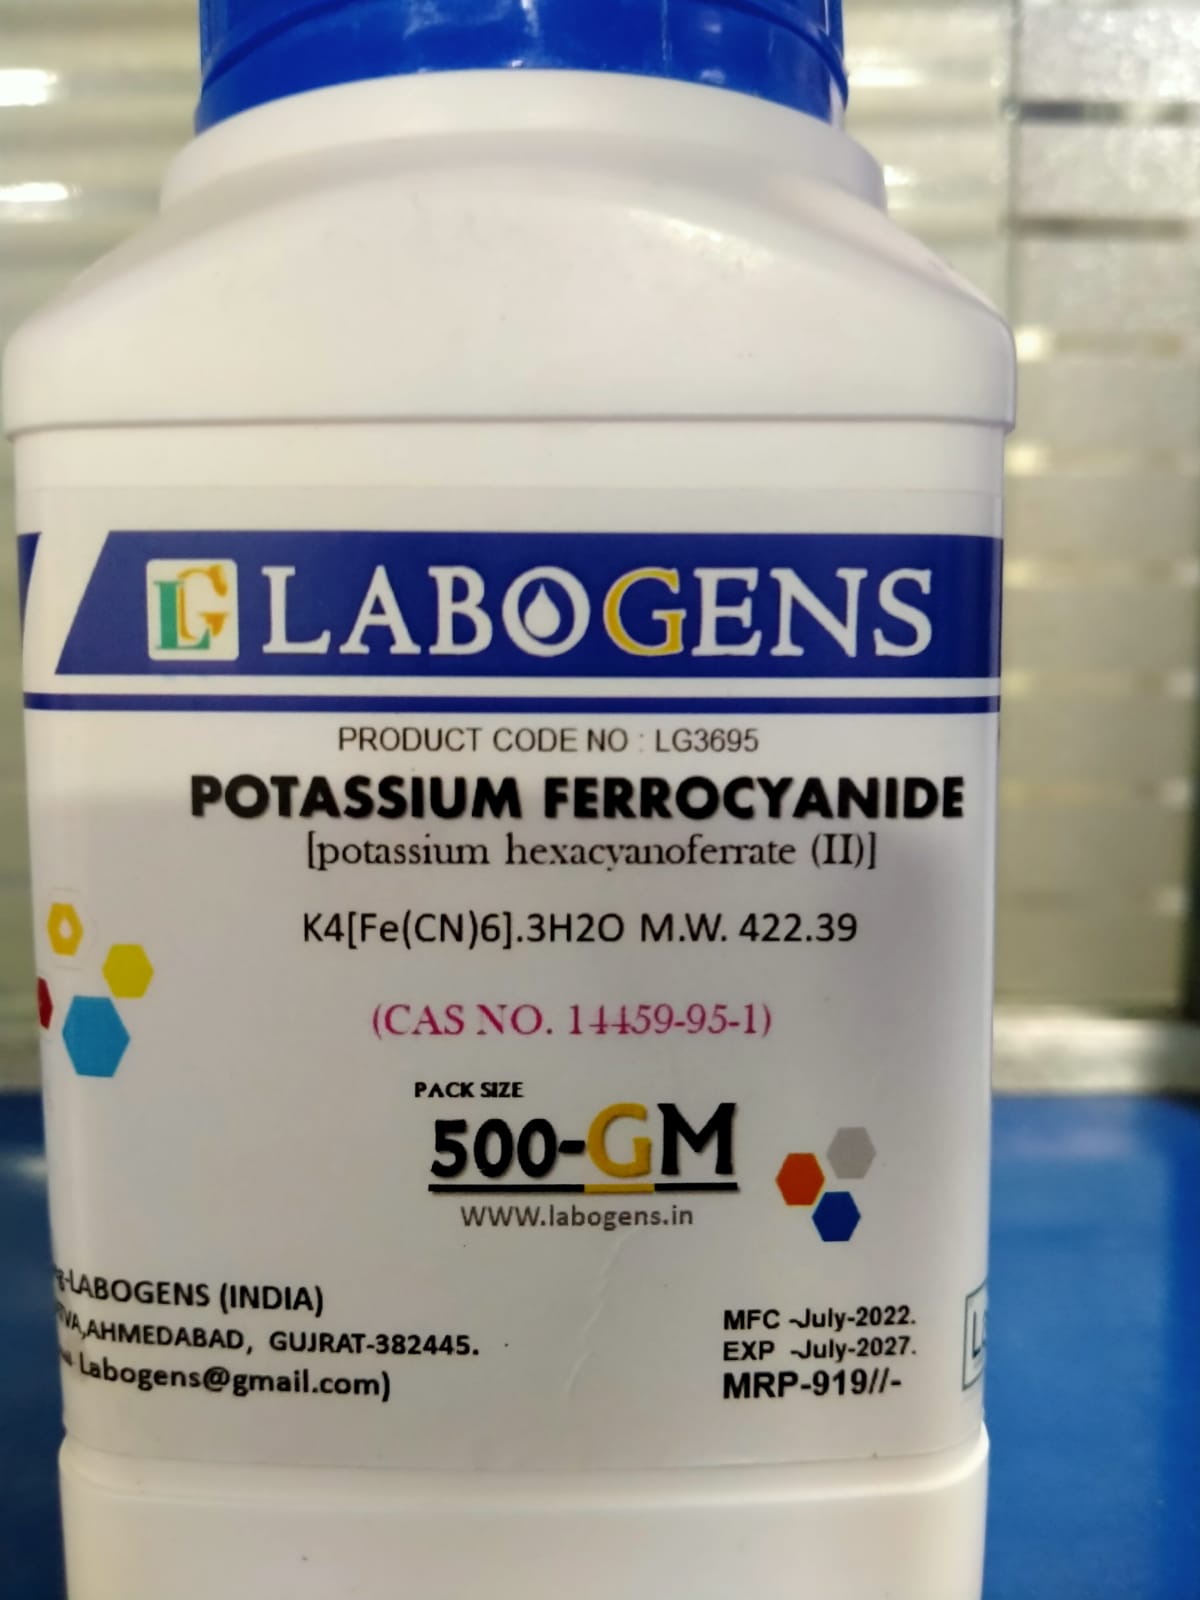 LG LABOGENS
PRODUCT CODE NO : LG3695
POTASSIUM FERROCYANIDE
[potassium hexacyanoferrate (II)]
K4[Fe(CN)6].3H2O M.W. 422.39
(CAS NO. 14459-95-1)
PACK SIZE
500-GM
WWW.labogens.in
LABOGENS (INDIA)
AHMEDABAD, GUJRAT-382445.
Labogens@gmail.com)
MFC -July-2022.
EXP -July-2027.
MRP-919//-